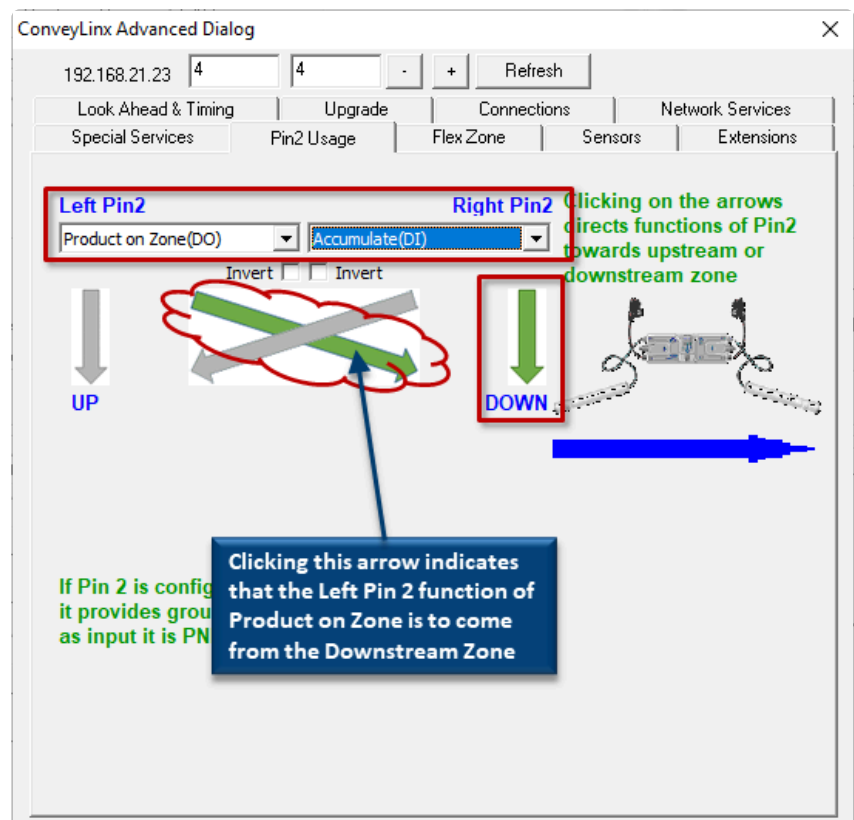 ConveyLinx Advanced Dialog
192.168.21.23 4 4 - + Refresh
Look Ahead & Timing Upgrade Connections Network Services
Special Services Pin2 Usage Flex Zone Sensors Extensions
Left Pin2 Right Pin2
Product on Zone(DO) Accumulate(DI)
Invert Invert
Clicking on the arrows
directs functions of Pin2
towards upstream or
downstream zone
UP DOWN
Clicking this arrow indicates
that the Left Pin 2 function of
Product on Zone is to come
from the Downstream Zone
If Pin 2 is config
it provides grou
as input it is PN